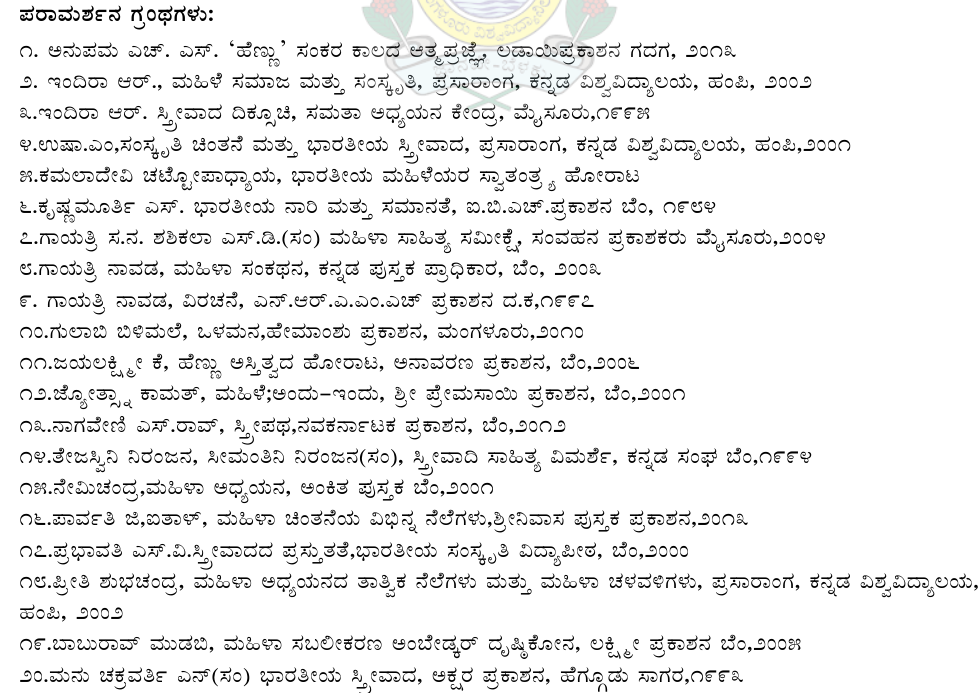 ಪರಾಮರ್ಶನ ಗ್ರಂಥಗಳು:
೧. ಅನುಪಮ ಎಚ್. ಎಸ್. ‘ಹೆಣ್ಣು’ ಸಂಕರ ಕಾಲದ ಆತ್ಮಪ್ರಜ್ಞೆ, ಲಡಾಯಿಪ್ರಕಾಶನ ಗದಗ, ೨೦೧೩
೨. ಇಂದಿರಾ ಆರ್., ಮಹಿಳೆ ಸಮಾಜ ಮತ್ತು ಸಂಸ್ಕೃತಿ, ಪ್ರಸಾರಾಂಗ, ಕನ್ನಡ ವಿಶ್ವವಿದ್ಯಾಲಯ, ಹಂಪಿ, ೨೦೦೨
೩.ಇಂದಿರಾ ಆರ್. ಸ್ತ್ರೀವಾದ ದಿಕ್ಸೂಚಿ, ಸಮತಾ ಅಧ್ಯಯನ ಕೇಂದ್ರ, ಮೈಸೂರು,೧೯೯೫
೪.ಉಷಾ.ಎಂ,ಸಂಸ್ಕೃತಿ ಚಿಂತನೆ ಮತ್ತು ಭಾರತೀಯ ಸ್ತ್ರೀವಾದ, ಪ್ರಸಾರಾಂಗ, ಕನ್ನಡ ವಿಶ್ವವಿದ್ಯಾಲಯ, ಹಂಪಿ,೨೦೦೧
೫.ಕಮಲಾದೇವಿ ಚಟ್ಟೋಪಾಧ್ಯಾಯ, ಭಾರತೀಯ ಮಹಿಳೆಯರ ಸ್ವಾತಂತ್ರ್ಯ ಹೋರಾಟ
೬.ಕೃಷ್ಣಮೂರ್ತಿ ಎಸ್. ಭಾರತೀಯ ನಾರಿ ಮತ್ತು ಸಮಾನತೆ, ಐ.ಬಿ.ಎಚ್.ಪ್ರಕಾಶನ ಬೆಂ, ೧೯೮೪
೭.ಗಾಯತ್ರಿ ಸ.ನ. ಶಶಿಕಲಾ ಎಸ್.ಡಿ.(ಸಂ) ಮಹಿಳಾ ಸಾಹಿತ್ಯ ಸಮೀಕ್ಷೆ, ಸಂವಹನ ಪ್ರಕಾಶಕರು ಮೈಸೂರು,೨೦೦೪
೮.ಗಾಯತ್ರಿ ನಾವಡ, ಮಹಿಳಾ ಸಂಕಥನ, ಕನ್ನಡ ಪುಸ್ತಕ ಪ್ರಾಧಿಕಾರ, ಬೆಂ, ೨೦೦೩
೯. ಗಾಯತ್ರಿ ನಾವಡ, ವಿರಚನೆ, ಎನ್.ಆರ್.ಎ.ಎಂ.ಎಚ್ ಪ್ರಕಾಶನ ದ.ಕ,೧೯೯೭
೧೦.ಗುಲಾಬಿ ಬಿಳಿಮಲೆ, ಒಳಮನ,ಹೇಮಾಂಶು ಪ್ರಕಾಶನ, ಮಂಗಳೂರು,೨೦೧೦
೧೧.ಜಯಲಕ್ಷ್ಮೀ ಕೆ, ಹೆಣ್ಣು ಅಸ್ತಿತ್ವದ ಹೋರಾಟ, ಅನಾವರಣ ಪ್ರಕಾಶನ, ಬೆಂ,೨೦೦೬
೧೨.ಜ್ಯೋತ್ಸ್ನಾ ಕಾಮತ್, ಮಹಿಳೆ;ಅಂದು-ಇಂದು, ಶ್ರೀ ಪ್ರೇಮಸಾಯಿ ಪ್ರಕಾಶನ, ಬೆಂ,೨೦೦೧
೧೩.ನಾಗವೇಣಿ ಎಸ್.ರಾವ್, ಸ್ತ್ರೀಪಥ,ನವಕರ್ನಾಟಕ ಪ್ರಕಾಶನ, ಬೆಂ,೨೦೧೨
೧೪.ತೇಜಸ್ವಿನಿ ನಿರಂಜನ, ಸೀಮಂತಿನಿ ನಿರಂಜನ(ಸಂ), ಸ್ತ್ರೀವಾದಿ ಸಾಹಿತ್ಯ ವಿಮರ್ಶೆ, ಕನ್ನಡ ಸಂಘ ಬೆಂ,೧೯೯೪
೧೫.ನೇಮಿಚಂದ್ರ,ಮಹಿಳಾ ಅಧ್ಯಯನ, ಅಂಕಿತ ಪುಸ್ತಕ ಬೆಂ,೨೦೦೧
೧೬.ಪಾರ್ವತಿ ಜಿ,ಐತಾಳ್, ಮಹಿಳಾ ಚಿಂತನೆಯ ವಿಭಿನ್ನ ನೆಲೆಗಳು,ಶ್ರೀನಿವಾಸ ಪುಸ್ತಕ ಪ್ರಕಾಶನ,೨೦೧೩
೧೭.ಪ್ರಭಾವತಿ ಎಸ್.ವಿ.ಸ್ತ್ರೀವಾದದ ಪ್ರಸ್ತುತತೆ,ಭಾರತೀಯ ಸಂಸ್ಕೃತಿ ವಿದ್ಯಾಪೀಠ, ಬೆಂ,೨೦೦೦
೧೮.ಪ್ರೀತಿ ಶುಭಚಂದ್ರ, ಮಹಿಳಾ ಅಧ್ಯಯನದ ತಾತ್ವಿಕ ನೆಲೆಗಳು ಮತ್ತು ಮಹಿಳಾ ಚಳವಳಿಗಳು, ಪ್ರಸಾರಾಂಗ, ಕನ್ನಡ ವಿಶ್ವವಿದ್ಯಾಲಯ,
ಹಂಪಿ, ೨೦೦೨
೧೯.ಬಾಬುರಾವ್ ಮುಡಬಿ, ಮಹಿಳಾ ಸಬಲೀಕರಣ ಅಂಬೇಡ್ಕರ್ ದೃಷ್ಠಿಕೋನ, ಲಕ್ಷ್ಮೀ ಪ್ರಕಾಶನ ಬೆಂ,೨೦೦೫
೨೦.ಮನು ಚಕ್ರವರ್ತಿ ಎನ್(ಸಂ) ಭಾರತೀಯ ಸ್ತ್ರೀವಾದ, ಅಕ್ಷರ ಪ್ರಕಾಶನ, ಹೆಗ್ಗೂಡು ಸಾಗರ,೧೯೯೩